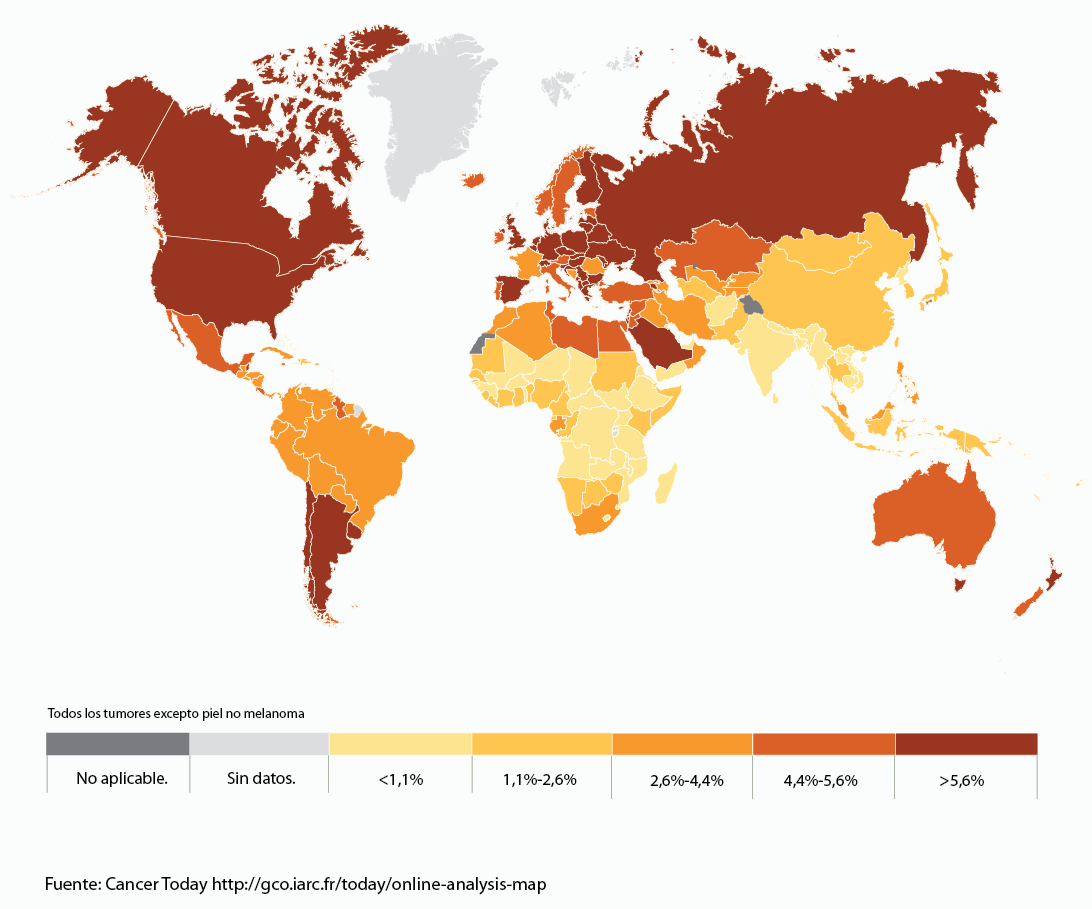 Todos los tumores excepto piel no melanoma
No aplicable. Sin datos. <1,1% 1,1%-2,6% 2,6%-4,4% 4,4%-5,6% >5,6%
Fuente: Cancer Today http://gco.iarc.fr/today/online-analysis-map